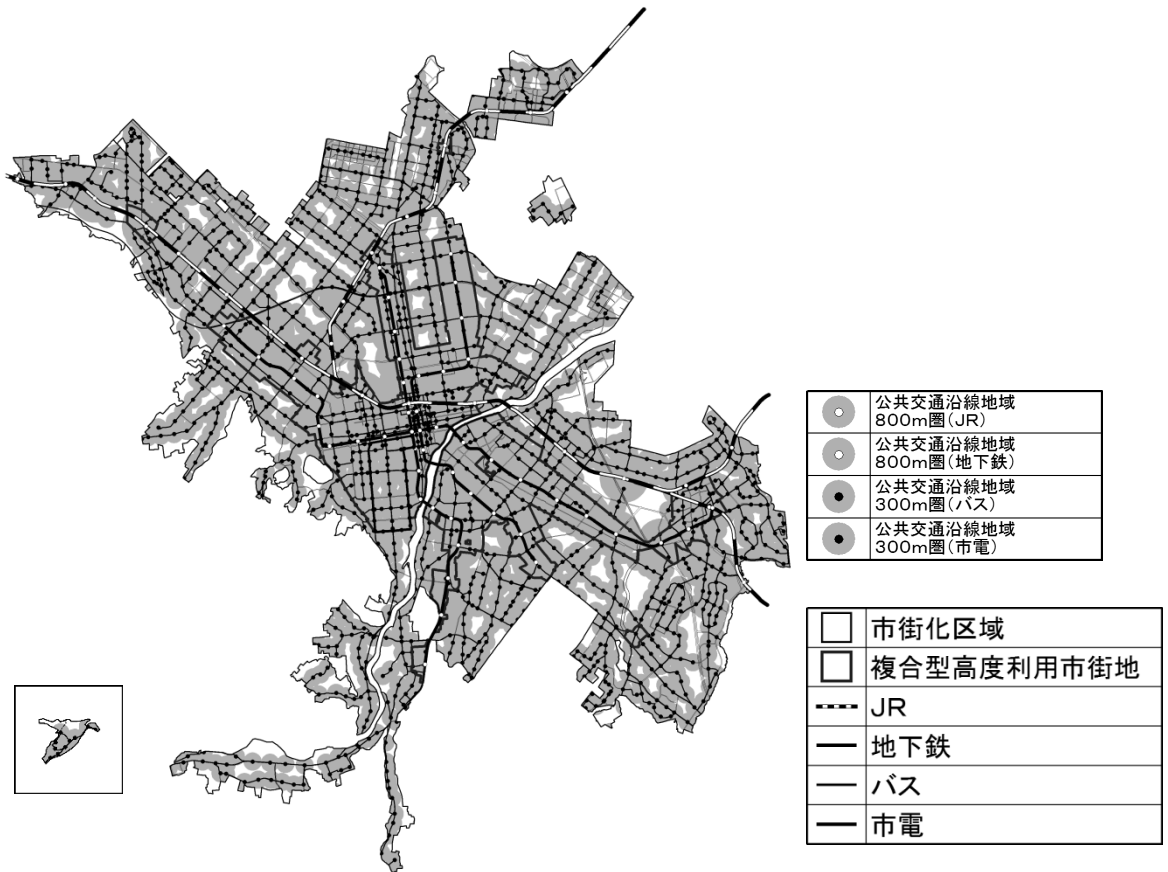 公共交通沿線地域
800m圏(JR)
公共交通沿線地域
800m圏(地下鉄)
公共交通沿線地域
300m圏(バス)
公共交通沿線地域
300m圏(市電)
市街化区域
複合型高度利用市街地
JR
地下鉄
バス
市電